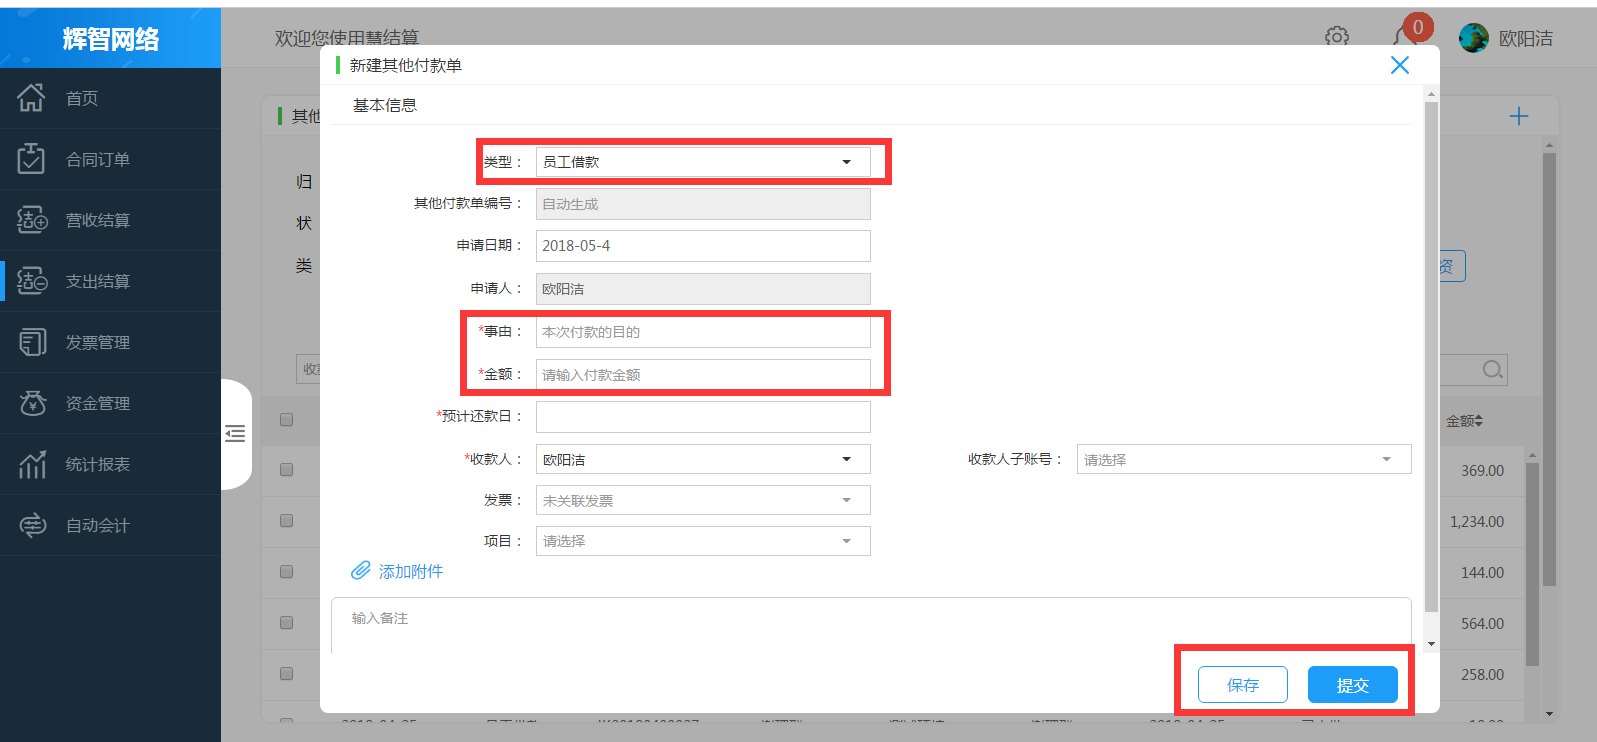 辉智网络
欢迎您使用慧结算
0
欧阳洁
首页
合同订单
营收结算
支出结算
发票管理
资金管理
统计报表
自动会计
其他
归
状
类
资
收款
新建其他付款单
基本信息
类型： 员工借款
其他付款单编号： 自动生成
申请日期： 2018-05-4
申请人： 欧阳洁
*事由： 本次付款的目的
*金额： 请输入付款金额
*预计还款日：
*收款人： 欧阳洁 收款人子账号： 请选择
发票： 未关联发票
项目： 请选择
添加附件
输入备注
保存 提交
金额
369.00
1,234.00
144.00
564.00
258.00